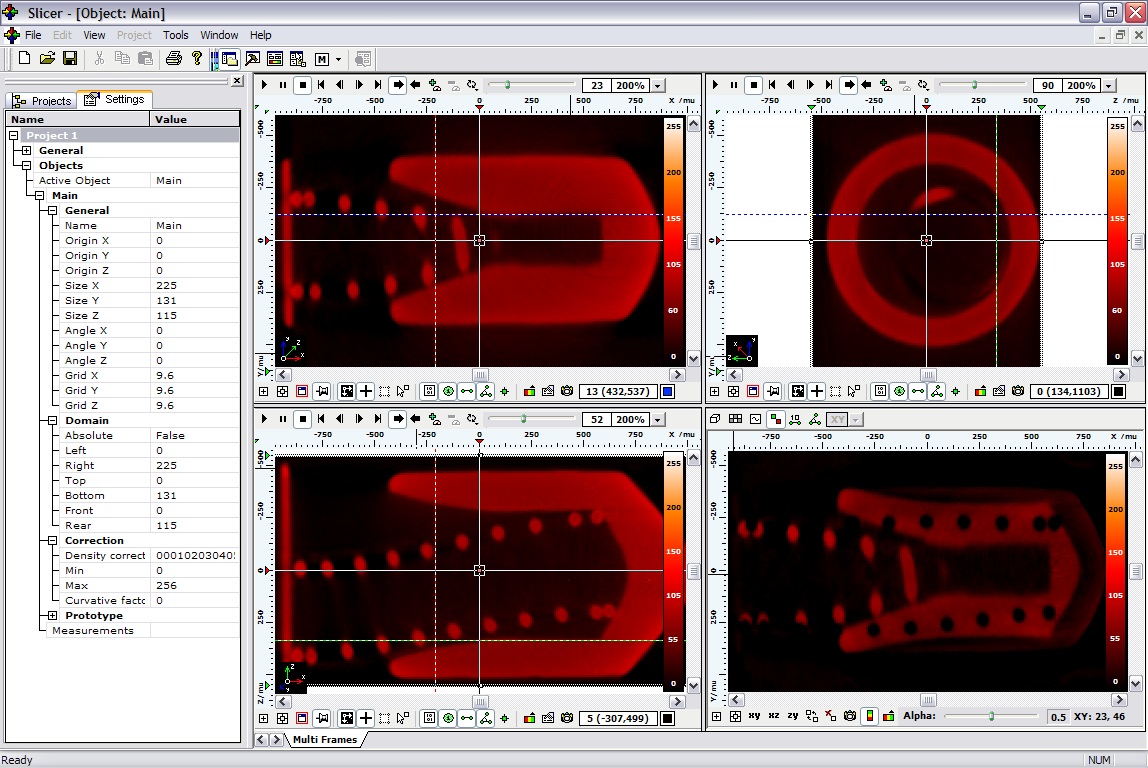 Slicer - [Object: Main]
File Edit View Project Tools Window Help
M
Projects Settings
Name Value
Project 1
General
Objects
Active Object Main
Main
General
Name Main
Origin X 0
Origin Y 0
Origin Z 0
Size X 225
Size Y 131
Size Z 115
Angle X 0
Angle Y 0
Angle Z 0
Grid X 9.6
Grid Y 9.6
Grid Z 9.6
Domain
Absolute False
Left 0
Right 225
Top 0
Bottom 131
Front 0
Rear 115
Correction
Density correct 000102030405
Min 0
Max 256
Curvative facto 0
Prototype
Measurements
23 200%
-750 -500 -250 0 250 500 X /mu
-500
-250
0
250
Y/mu
255
200
155
105
60
0
y z x
13 (432,537)
90 200%
-750 -500 -250 0 250 500 750 Z /mu
-500
-250
0
250
Y/mu
255
200
155
105
60
0
y x z
0 (134,1103)
52 200%
-750 -500 -250 0 250 500 750 X /mu
-500
-250
0
250
Z/mu
255
200
150
105
55
0
z x y
5 (-307,499)
XY
-750 -500 -250 0 250 500 750 X /mu
-500
-250
0
250
Y/mu
255
200
150
105
55
0
xy xz zy Alpha: 0.5 XY: 23, 46
Multi Frames
Ready NUM